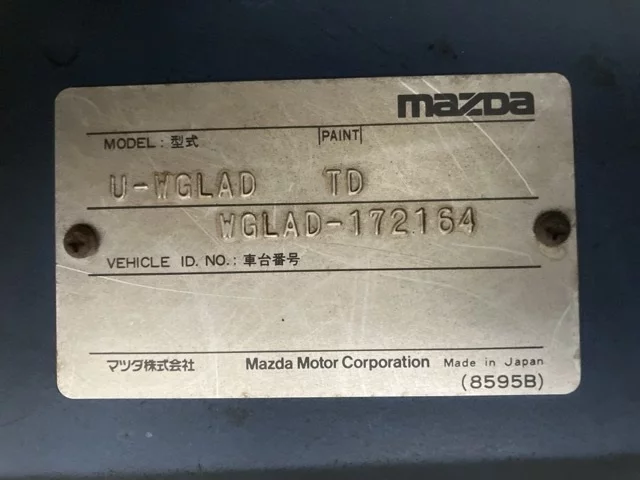 mazda
MODEL : 型式 |PAINT|
U-WGLAD TD
WGLAD-172164
VEHICLE ID. NO.: 車台番号
マツダ株式会社 Mazda Motor Corporation Made in Japan
(8595B)